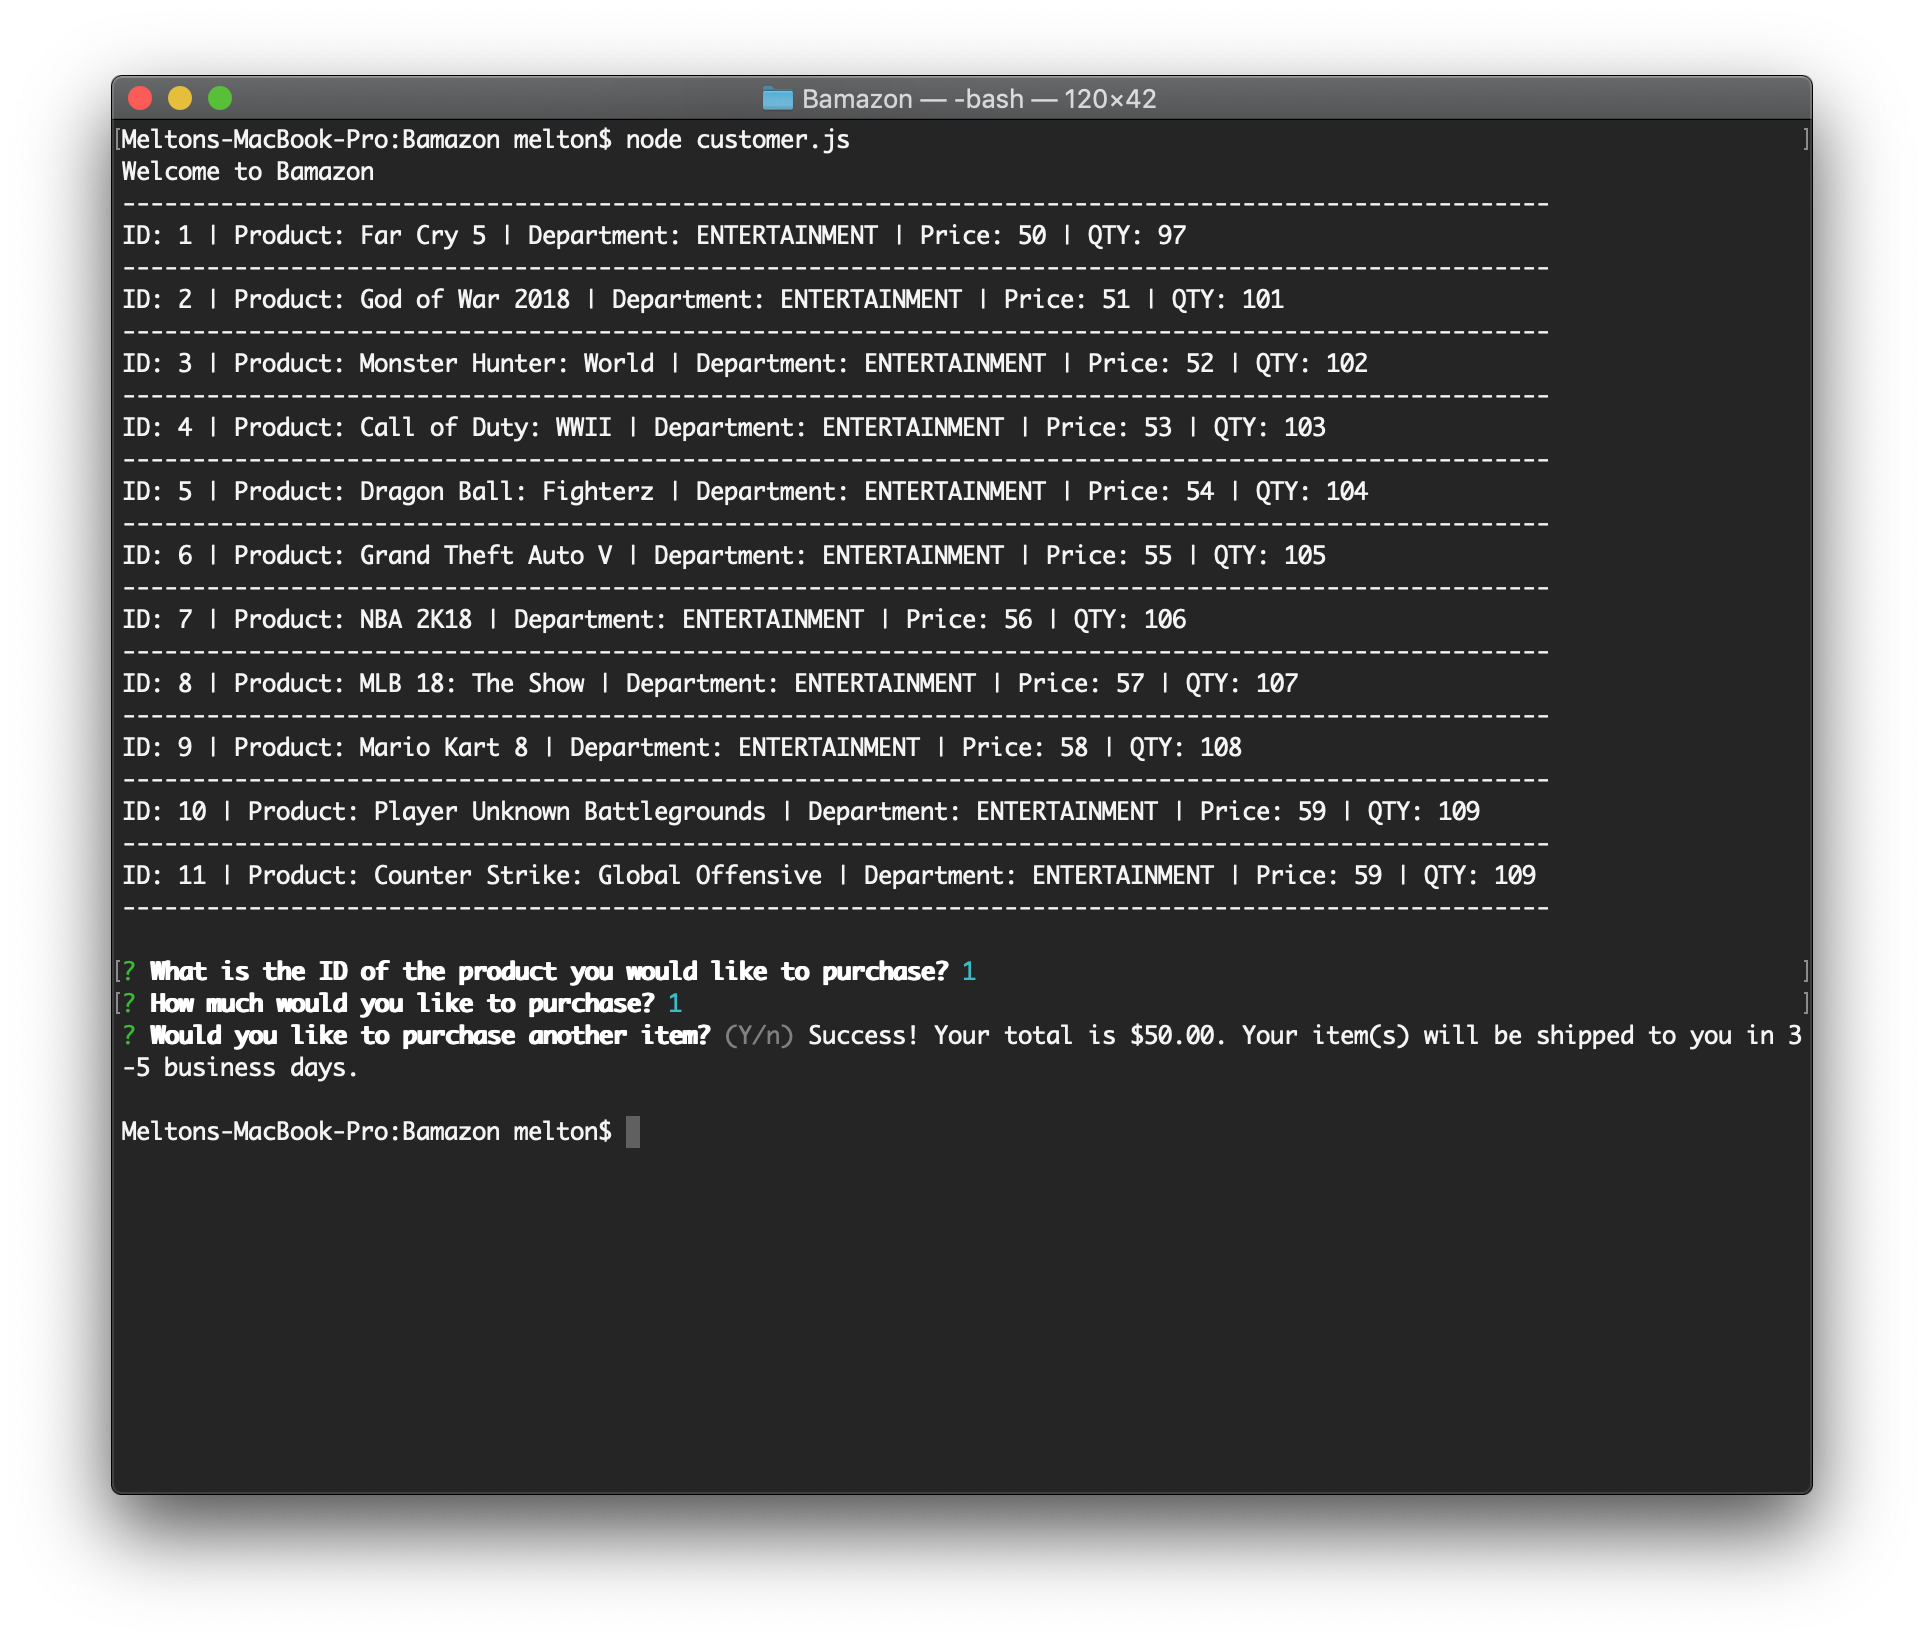 Bamazon — -bash — 120×42
[Meltons-MacBook-Pro:Bamazon melton$ node customer.js ]
Welcome to Bamazon
------------------------------------------------------------------------------------------------------
ID: 1 | Product: Far Cry 5 | Department: ENTERTAINMENT | Price: 50 | QTY: 97
------------------------------------------------------------------------------------------------------
ID: 2 | Product: God of War 2018 | Department: ENTERTAINMENT | Price: 51 | QTY: 101
------------------------------------------------------------------------------------------------------
ID: 3 | Product: Monster Hunter: World | Department: ENTERTAINMENT | Price: 52 | QTY: 102
------------------------------------------------------------------------------------------------------
ID: 4 | Product: Call of Duty: WWII | Department: ENTERTAINMENT | Price: 53 | QTY: 103
------------------------------------------------------------------------------------------------------
ID: 5 | Product: Dragon Ball: Fighterz | Department: ENTERTAINMENT | Price: 54 | QTY: 104
------------------------------------------------------------------------------------------------------
ID: 6 | Product: Grand Theft Auto V | Department: ENTERTAINMENT | Price: 55 | QTY: 105
------------------------------------------------------------------------------------------------------
ID: 7 | Product: NBA 2K18 | Department: ENTERTAINMENT | Price: 56 | QTY: 106
------------------------------------------------------------------------------------------------------
ID: 8 | Product: MLB 18: The Show | Department: ENTERTAINMENT | Price: 57 | QTY: 107
------------------------------------------------------------------------------------------------------
ID: 9 | Product: Mario Kart 8 | Department: ENTERTAINMENT | Price: 58 | QTY: 108
------------------------------------------------------------------------------------------------------
ID: 10 | Product: Player Unknown Battlegrounds | Department: ENTERTAINMENT | Price: 59 | QTY: 109
------------------------------------------------------------------------------------------------------
ID: 11 | Product: Counter Strike: Global Offensive | Department: ENTERTAINMENT | Price: 59 | QTY: 109
------------------------------------------------------------------------------------------------------
[? What is the ID of the product you would like to purchase? 1 ]
[? How much would you like to purchase? 1 ]
? Would you like to purchase another item? (Y/n) Success! Your total is $50.00. Your item(s) will be shipped to you in 3
-5 business days.
Meltons-MacBook-Pro:Bamazon melton$